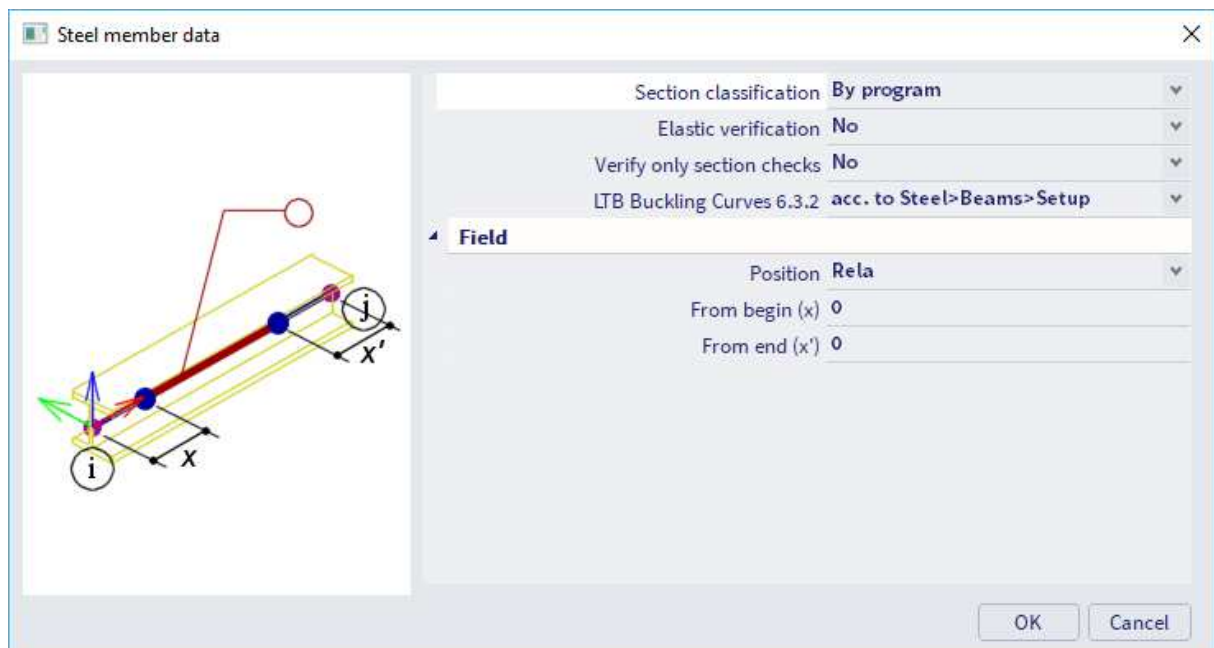 Steel member data
Section classification By program
Elastic verification No
Verify only section checks No
LTB Buckling Curves 6.3.2 acc. to Steel>Beams>Setup
Field
Position Rela
From begin (x) 0
From end (x') 0
j
x'
x
i
OK Cancel